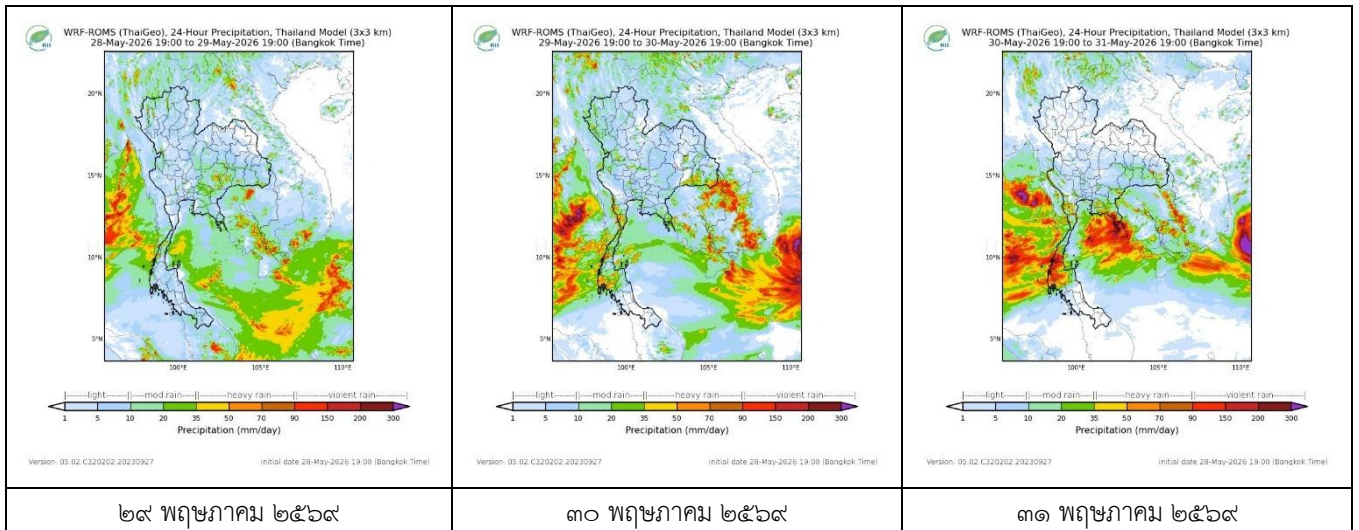 WRF-ROMS (ThaiGeo), 24-Hour Precipitation, Thailand Model (3x3 km)
28-May-2026 19:00 to 29-May-2026 19:00 (Bangkok Time)
20°N
15°N
10°N
5°N
100°E 105°E 110°E
|------light------||---mod rain---||------heavy rain------||------violent rain------|
1 5 10 20 35 50 70 90 150 200 300
Precipitation (mm/day)
Version: 05.02.C320202.20230927 initial date 28-May-2026 19:00 (Bangkok Time)
๒๙ พฤษภาคม ๒๕๖๙
WRF-ROMS (ThaiGeo), 24-Hour Precipitation, Thailand Model (3x3 km)
29-May-2026 19:00 to 30-May-2026 19:00 (Bangkok Time)
20°N
15°N
10°N
5°N
100°E 105°E 110°E
|------light------||---mod rain---||------heavy rain------||------violent rain------|
1 5 10 20 35 50 70 90 150 200 300
Precipitation (mm/day)
Version: 05.02.C320202.20230927 initial date 28-May-2026 19:00 (Bangkok Time)
๓๐ พฤษภาคม ๒๕๖๙
WRF-ROMS (ThaiGeo), 24-Hour Precipitation, Thailand Model (3x3 km)
30-May-2026 19:00 to 31-May-2026 19:00 (Bangkok Time)
20°N
15°N
10°N
5°N
100°E 105°E 110°E
|------light------||---mod rain---||------heavy rain------||------violent rain------|
1 5 10 20 35 50 70 90 150 200 300
Precipitation (mm/day)
Version: 05.02.C320202.20230927 initial date 28-May-2026 19:00 (Bangkok Time)
๓๑ พฤษภาคม ๒๕๖๙